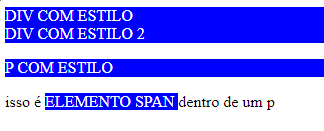 DIV COM ESTILO
DIV COM ESTILO 2
P COM ESTILO
isso é ELEMENTO SPAN dentro de um p